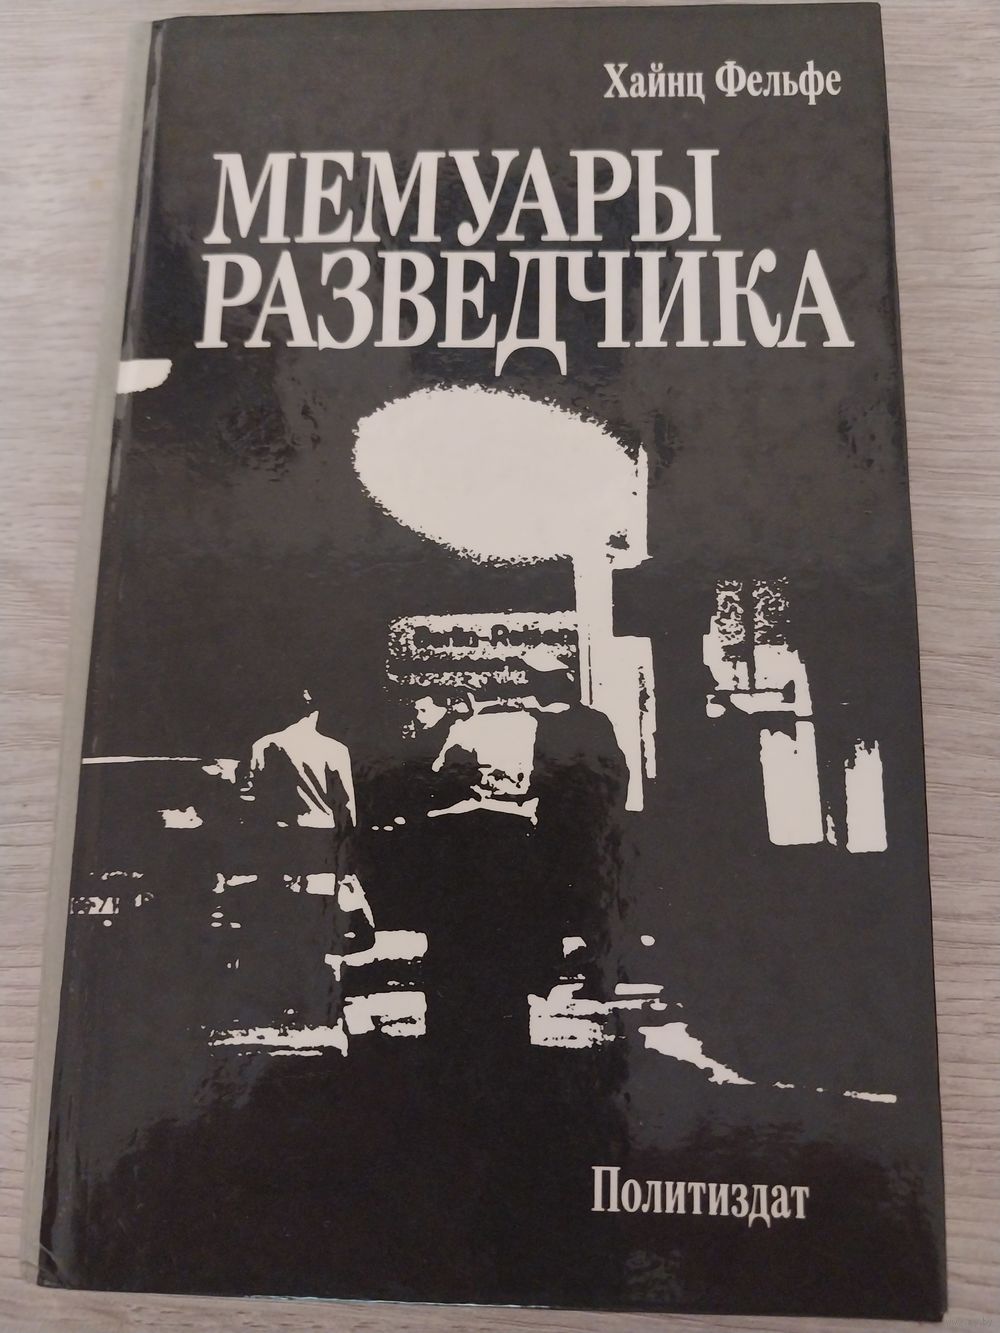 Хайнц Фельфе
МЕМУАРЫ
РАЗВЕДЧИКА
Политиздат